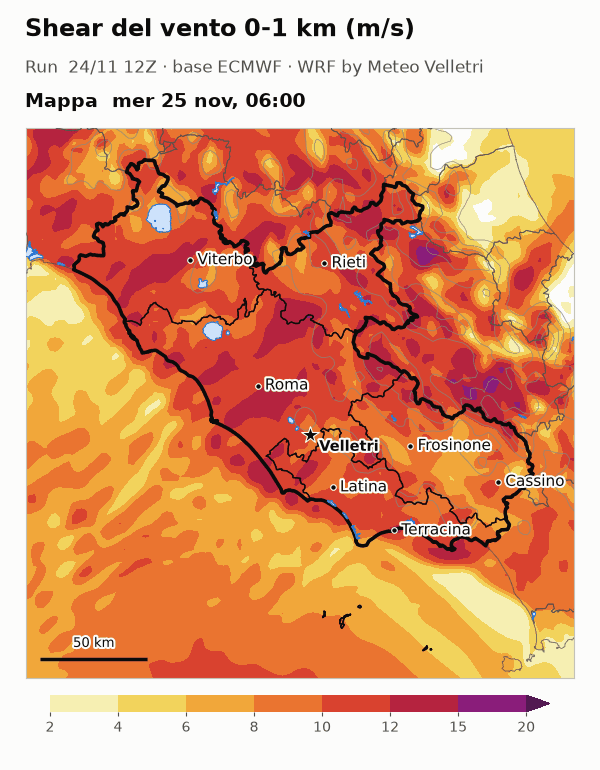 Shear del vento 0-1 km (m/s)
Run  24/11 12Z · base ECMWF · WRF by Meteo Velletri
Mappa  mer 25 nov, 06:00
Viterbo
Rieti
Roma
Velletri
Frosinone
Latina
Cassino
Terracina
50 km
2 4 6 8 10 12 15 20